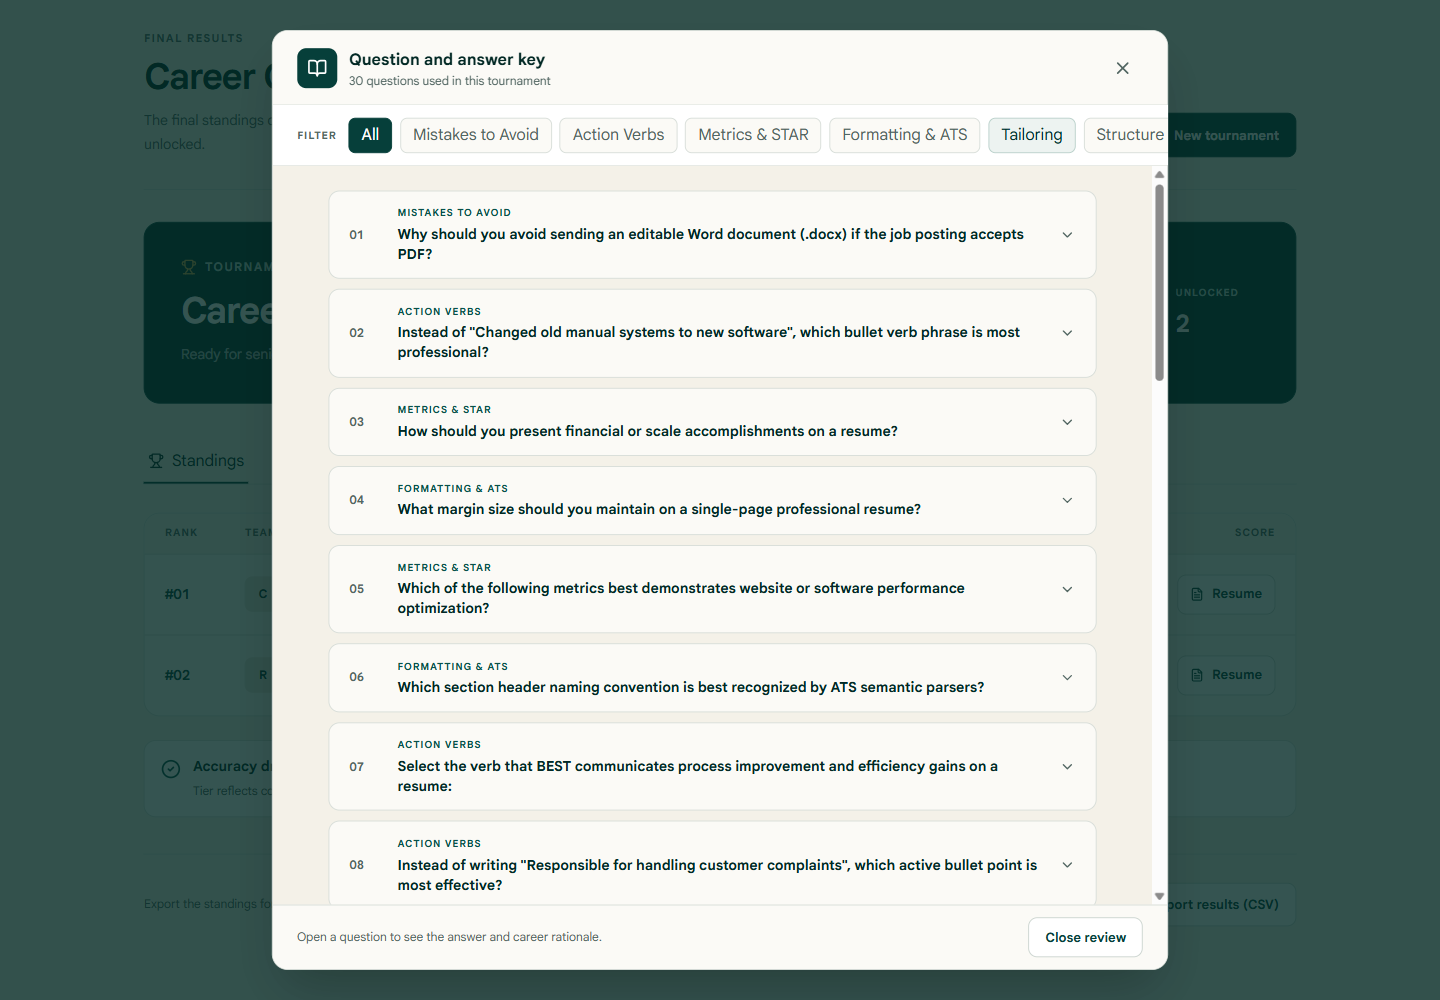 FINAL RESULTS
Career
The final standings
unlocked.
New tournament
Question and answer key
30 questions used in this tournament
FILTER
All
Mistakes to Avoid
Action Verbs
Metrics & STAR
Formatting & ATS
Tailoring
Structure
MISTAKES TO AVOID
01
Why should you avoid sending an editable Word document (.docx) if the job posting accepts
PDF?
ACTION VERBS
02
Instead of "Changed old manual systems to new software", which bullet verb phrase is most
professional?
METRICS & STAR
03
How should you present financial or scale accomplishments on a resume?
FORMATTING & ATS
04
What margin size should you maintain on a single-page professional resume?
METRICS & STAR
05
Which of the following metrics best demonstrates website or software performance
optimization?
FORMATTING & ATS
06
Which section header naming convention is best recognized by ATS semantic parsers?
ACTION VERBS
07
Select the verb that BEST communicates process improvement and efficiency gains on a
resume:
ACTION VERBS
08
Instead of writing "Responsible for handling customer complaints", which active bullet point is
most effective?
Open a question to see the answer and career rationale.
Close review
TOURNAM
Caree
Ready for seni
UNLOCKED
2
Standings
RANK
TEAM
SCORE
#01
C
Resume
#02
R
Resume
Accuracy d
Tier reflects co
Export the standings fo
port results (CSV)